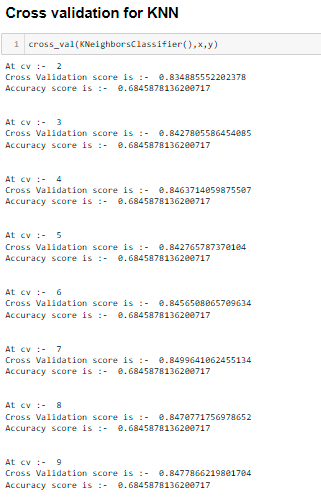 Cross validation for KNN
1 cross_val(KNeighborsClassifier(),x,y)
At cv :- 2
Cross Validation score is :- 0.834885552202378
Accuracy score is :- 0.6845878136200717
At cv :- 3
Cross Validation score is :- 0.8427805586454085
Accuracy score is :- 0.6845878136200717
At cv :- 4
Cross Validation score is :- 0.8463714059875507
Accuracy score is :- 0.6845878136200717
At cv :- 5
Cross Validation score is :- 0.842765787370104
Accuracy score is :- 0.6845878136200717
At cv :- 6
Cross Validation score is :- 0.8456508065709634
Accuracy score is :- 0.6845878136200717
At cv :- 7
Cross Validation score is :- 0.8499641062455134
Accuracy score is :- 0.6845878136200717
At cv :- 8
Cross Validation score is :- 0.8470771756978652
Accuracy score is :- 0.6845878136200717
At cv :- 9
Cross Validation score is :- 0.8477866219801704
Accuracy score is :- 0.6845878136200717